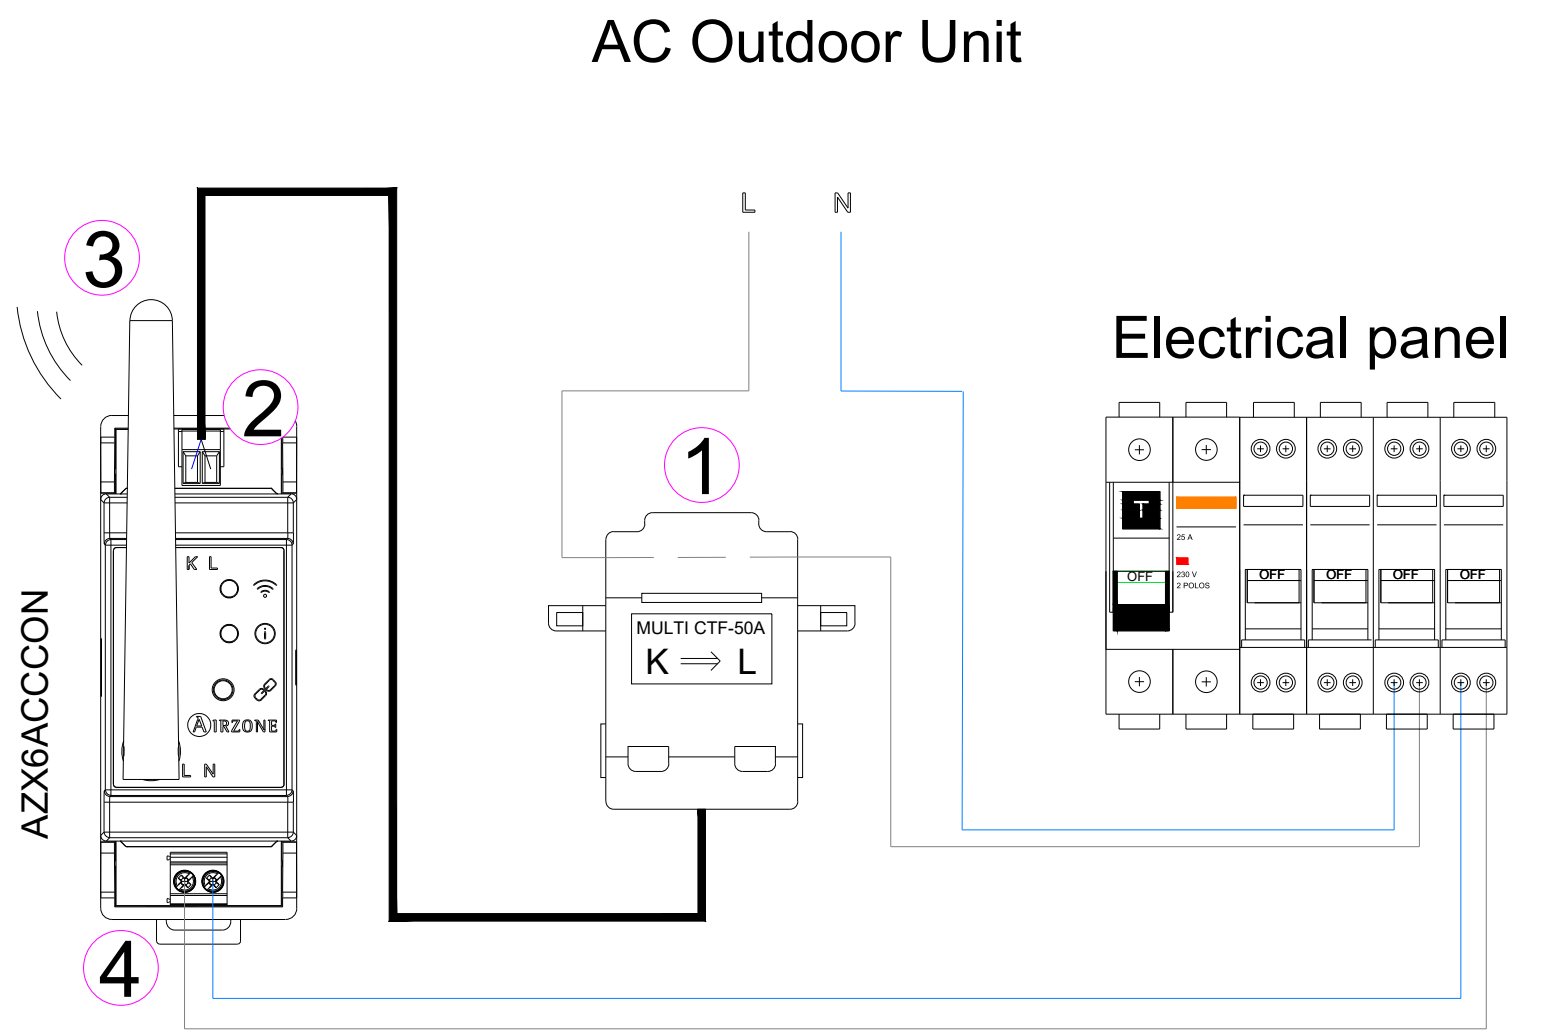 AC Outdoor Unit
L N
3
Electrical panel
2
1
T
25 A
OFF
230 V
2 POLOS
OFF
OFF
OFF
OFF
K L
MULTI CTF-50A
K ⇒ L
i
AIRZONE
L N
AZX6ACCCON
4